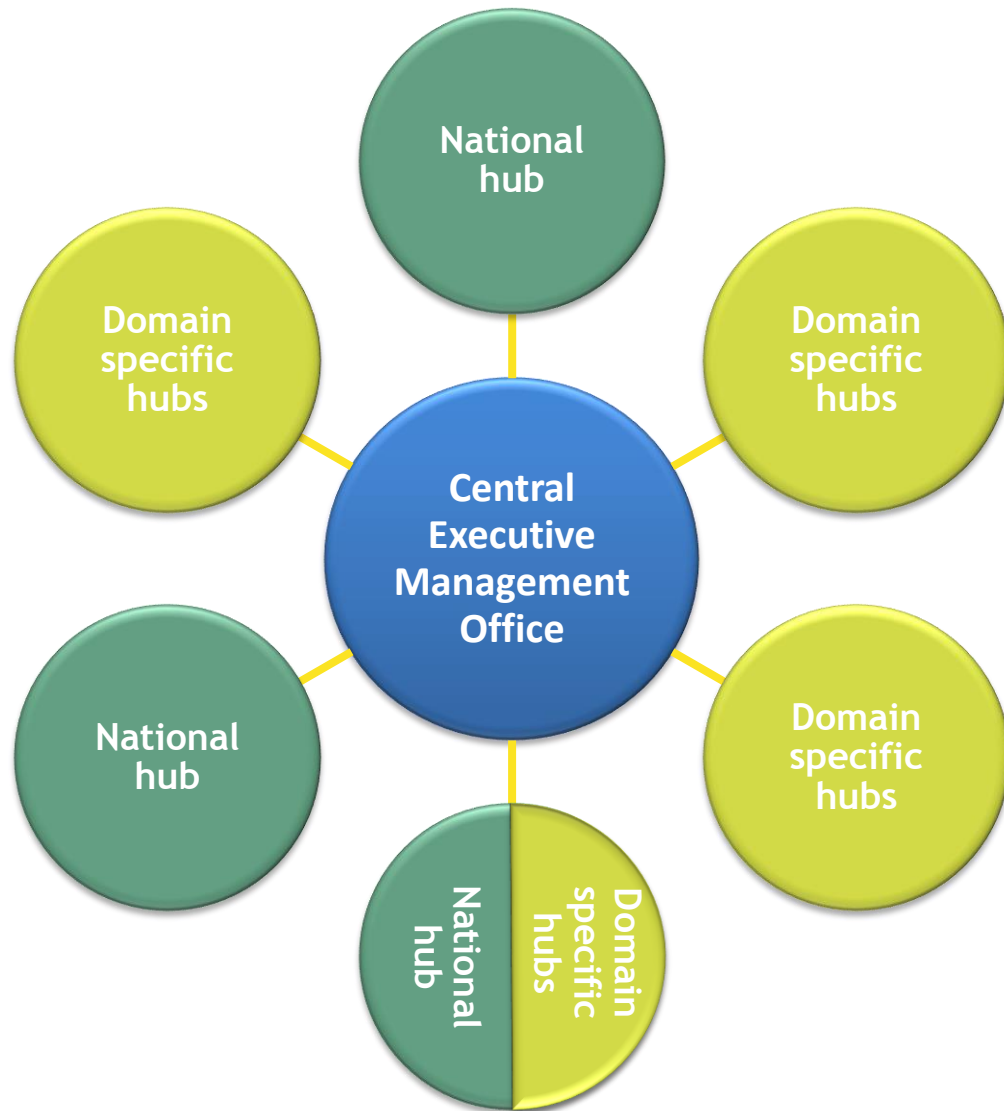 National
hub
Domain
specific
hubs
Domain
specific
hubs
Central
Executive
Management
Office
National
hub
Domain
specific
hubs
National
hub
Domain
specific
hubs